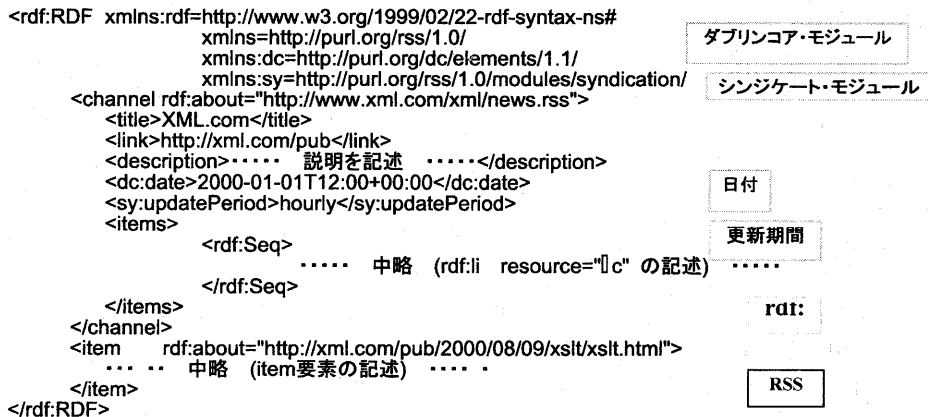 <rdf:RDF xmlns:rdf=http://www.w3.org/1999/02/22-rdf-syntax-ns#
xmlns=http://purl.org/rss/1.0/
xmlns:dc=http://purl.org/dc/elements/1.1/
ダブリンコア・モジュール
xmlns:sy=http://purl.org/rss/1.0/modules/syndication/
シンジケート・モジュール
<channel rdf:about="http://www.xml.com/xml/news.rss">
<title>XML.com</title>
<link>http://xml.com/pub</link>
<description>・・・・・ 説明を記述 ・・・・・</description>
<dc:date>2000-01-01T12:00+00:00</dc:date>
日付
<sy:updatePeriod>hourly</sy:updatePeriod>
<items>
更新期間
<rdf:Seq>
・・・・・ 中略 (rdf:li resource="▯c" の記述) ・・・・・
</rdf:Seq>
</items>
rdf:
</channel>
<item rdf:about="http://xml.com/pub/2000/08/09/xslt/xslt.html">
・・・ ・・ 中略 (item要素の記述) ・・・・ ・
</item>
RSS
</rdf:RDF>